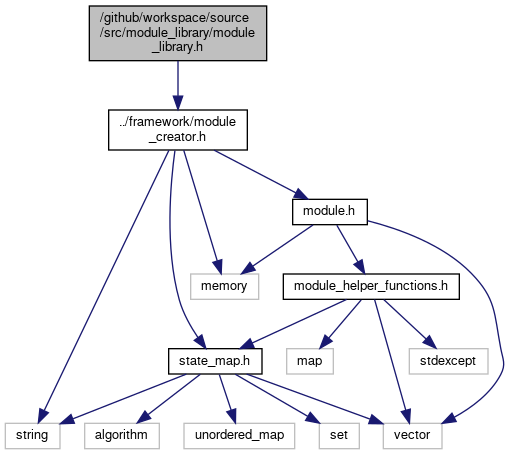 /github/workspace/source
/src/module_library/module
_library.h
../framework/module
_creator.h
module.h
memory
module_helper_functions.h
state_map.h
map
stdexcept
string
algorithm
unordered_map
set
vector